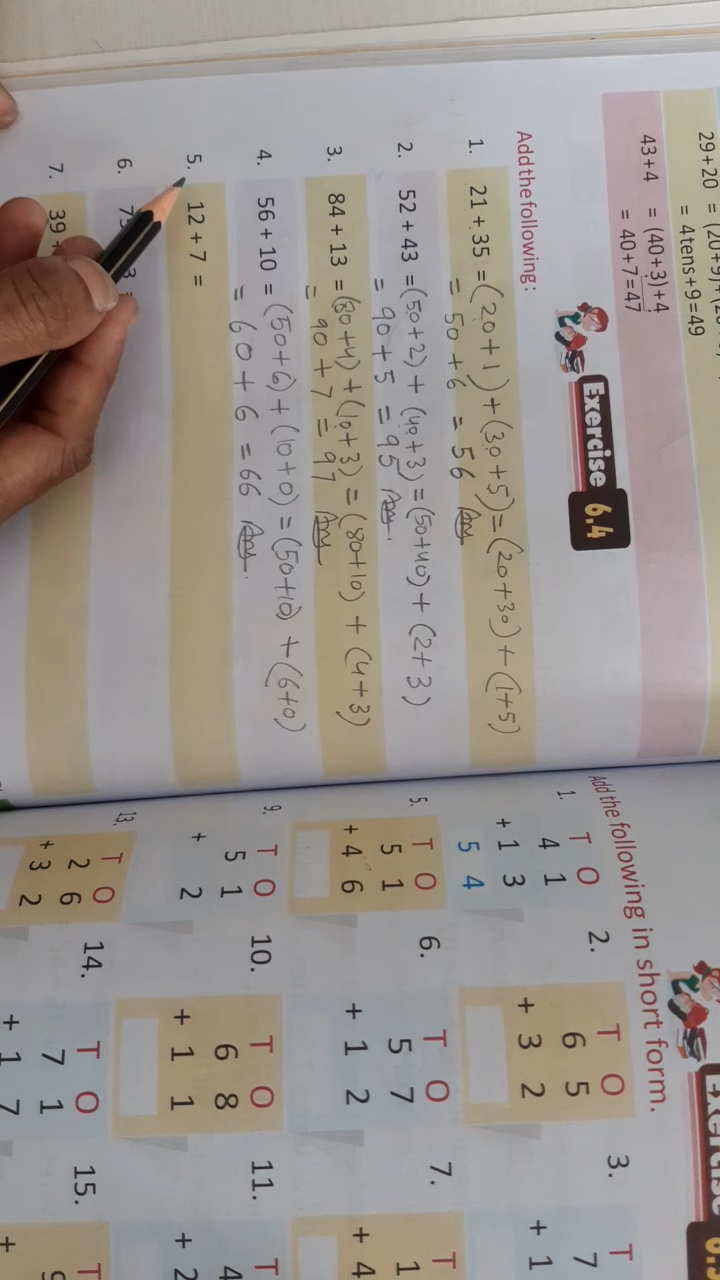 29+20 = (20+9)+(2
= 4tens+9=49
43+4 = (40+3)+4
= 40+7=47
Exercise 6.4
Add the following:
1. 21 + 35 = (20+1)+(30+5)=(20+30)+(1+5)
= 50 + 6 = 56 Ans
2. 52 + 43 = (50+2) + (40+3)=(50+40)+(2+3)
= 90 + 5 = 95 Ans.
3. 84 + 13 = (80+4)+(10+3) = (80+10) + (4+3)
= 90 + 7 = 97 Ans
4. 56 + 10 = (50+6)+(10+0)=(50+10)+(6+0)
= 60+6 = 66 Ans.
5. 12 + 7 =
6.
7. 39
Add the following in short form.
1. T O
4 1
+ 1 3
5 4
2. T O
6 5
+ 3 2
3. T
7
+ 1
5. T O
5 1
+ 4 6
6. T O
5 7
+ 1 2
7. T
1
+ 4
9. T O
5 1
+ 2
10. T O
6 8
+ 1 1
11. T
4
+ 2
13. T O
2 6
+ 3 2
14. T O
7 1
+ 1 7
15. T
+